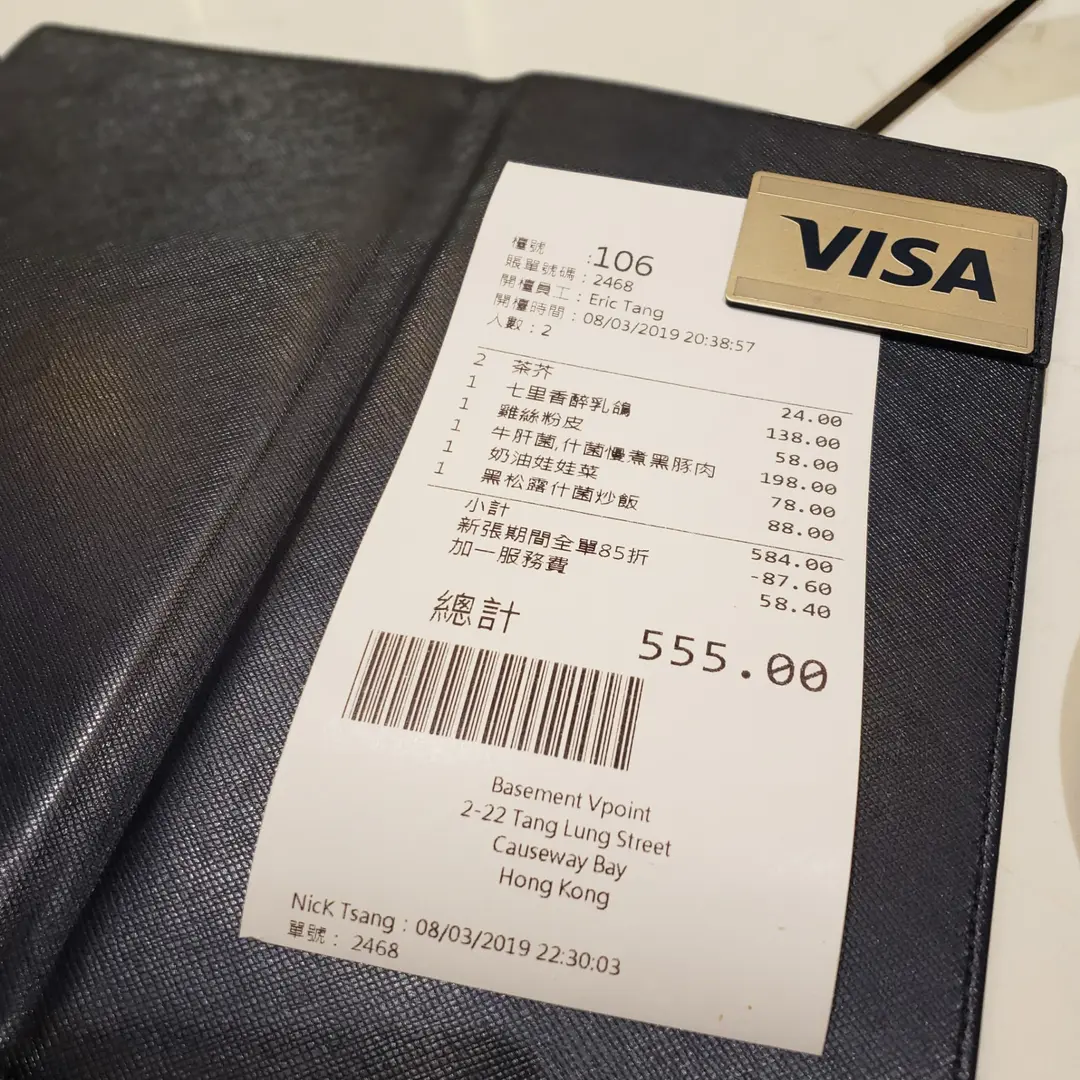 VISA
檯號 :106
賬單號碼 : 2468
開檯員工 : Eric Tang
開檯時間 : 08/03/2019 20:38:57
人數 : 2
2 茶芥 24.00
1 七里香醉乳鴿 138.00
1 雞絲粉皮 58.00
1 牛肝菌,什菌慢煮黑豚肉 198.00
1 奶油娃娃菜 78.00
1 黑松露什菌炒飯 88.00
小計 584.00
新張期間全單85折 -87.60
加一服務費 58.40
總計 555.00
Basement Vpoint
2-22 Tang Lung Street
Causeway Bay
Hong Kong
NicK Tsang : 08/03/2019 22:30:03
單號 : 2468